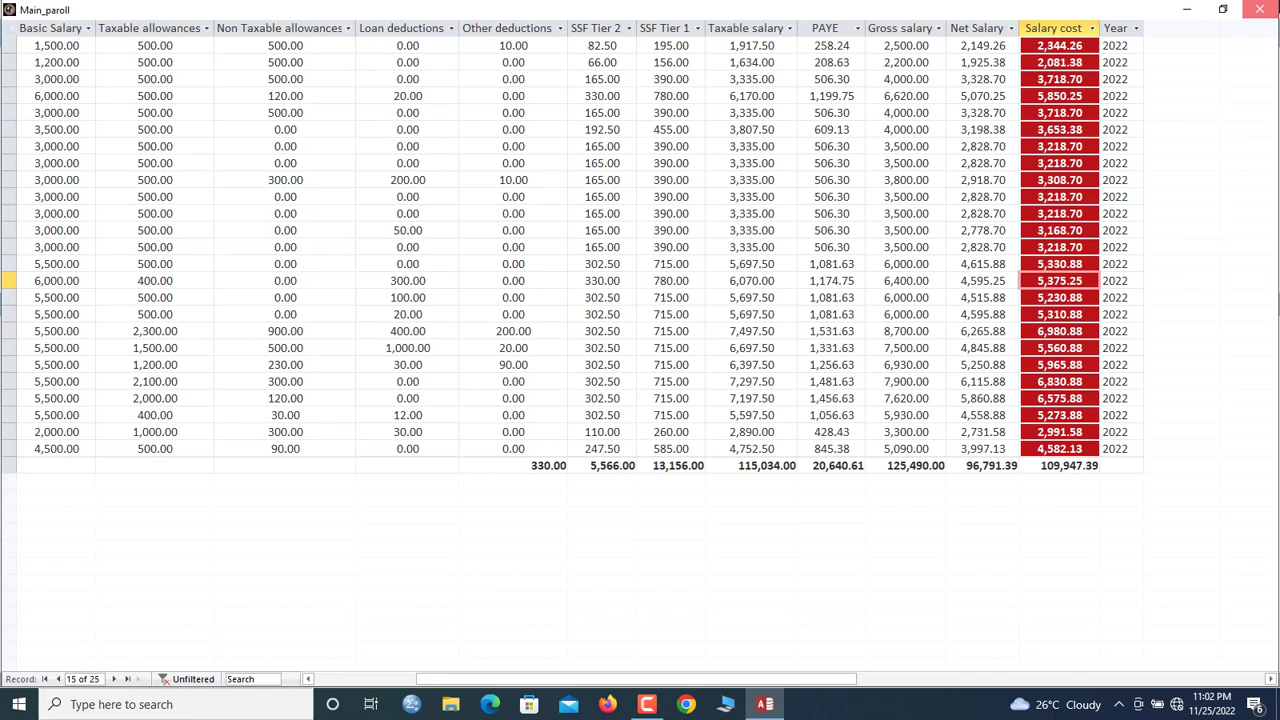 Main_paroll
Basic Salary Taxable allowances Non Taxable allowances Loan deductions Other deductions SSF Tier 2 SSF Tier 1 Taxable salary PAYE Gross salary Net Salary Salary cost Year
1,500.00 500.00 500.00 0.00 10.00 82.50 195.00 1,917.50 258.24 2,500.00 2,149.26 2,344.26 2022
1,200.00 500.00 500.00 0.00 0.00 66.00 156.00 1,634.00 208.63 2,200.00 1,925.38 2,081.38 2022
3,000.00 500.00 500.00 0.00 0.00 165.00 390.00 3,335.00 506.30 4,000.00 3,328.70 3,718.70 2022
6,000.00 500.00 120.00 20.00 0.00 330.00 780.00 6,170.00 1,199.75 6,620.00 5,070.25 5,850.25 2022
3,000.00 500.00 500.00 0.00 0.00 165.00 390.00 3,335.00 506.30 4,000.00 3,328.70 3,718.70 2022
3,500.00 500.00 0.00 0.00 0.00 192.50 455.00 3,807.50 609.13 4,000.00 3,198.38 3,653.38 2022
3,000.00 500.00 0.00 0.00 0.00 165.00 390.00 3,335.00 506.30 3,500.00 2,828.70 3,218.70 2022
3,000.00 500.00 0.00 0.00 0.00 165.00 390.00 3,335.00 506.30 3,500.00 2,828.70 3,218.70 2022
3,000.00 500.00 300.00 200.00 10.00 165.00 390.00 3,335.00 506.30 3,800.00 2,918.70 3,308.70 2022
3,000.00 500.00 0.00 0.00 0.00 165.00 390.00 3,335.00 506.30 3,500.00 2,828.70 3,218.70 2022
3,000.00 500.00 0.00 0.00 0.00 165.00 390.00 3,335.00 506.30 3,500.00 2,828.70 3,218.70 2022
3,000.00 500.00 0.00 50.00 0.00 165.00 390.00 3,335.00 506.30 3,500.00 2,778.70 3,168.70 2022
3,000.00 500.00 0.00 0.00 0.00 165.00 390.00 3,335.00 506.30 3,500.00 2,828.70 3,218.70 2022
5,500.00 500.00 0.00 0.00 0.00 302.50 715.00 5,697.50 1,081.63 6,000.00 4,615.88 5,330.88 2022
6,000.00 400.00 0.00 300.00 0.00 330.00 780.00 6,070.00 1,174.75 6,400.00 4,595.25 5,375.25 2022
5,500.00 500.00 0.00 100.00 0.00 302.50 715.00 5,697.50 1,081.63 6,000.00 4,515.88 5,230.88 2022
5,500.00 500.00 0.00 20.00 0.00 302.50 715.00 5,697.50 1,081.63 6,000.00 4,595.88 5,310.88 2022
5,500.00 2,300.00 900.00 400.00 200.00 302.50 715.00 7,497.50 1,531.63 8,700.00 6,265.88 6,980.88 2022
5,500.00 1,500.00 500.00 1,000.00 20.00 302.50 715.00 6,697.50 1,331.63 7,500.00 4,845.88 5,560.88 2022
5,500.00 1,200.00 230.00 30.00 90.00 302.50 715.00 6,397.50 1,256.63 6,930.00 5,250.88 5,965.88 2022
5,500.00 2,100.00 300.00 0.00 0.00 302.50 715.00 7,297.50 1,481.63 7,900.00 6,115.88 6,830.88 2022
5,500.00 2,000.00 120.00 0.00 0.00 302.50 715.00 7,197.50 1,456.63 7,620.00 5,860.88 6,575.88 2022
5,500.00 400.00 30.00 12.00 0.00 302.50 715.00 5,597.50 1,056.63 5,930.00 4,558.88 5,273.88 2022
2,000.00 1,000.00 300.00 30.00 0.00 110.00 260.00 2,890.00 428.43 3,300.00 2,731.58 2,991.58 2022
4,500.00 500.00 90.00 0.00 0.00 247.50 585.00 4,752.50 845.38 5,090.00 3,997.13 4,582.13 2022
330.00 5,566.00 13,156.00 115,034.00 20,640.61 125,490.00 96,791.39 109,947.39
Record: 15 of 25 Unfiltered Search
Type here to search 26°C Cloudy 11:02 PM
11/25/2022 6